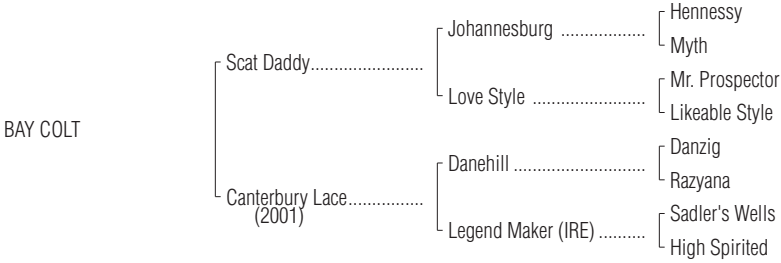 Hennessy
Johannesburg ..................
Myth
Scat Daddy.......................
Mr. Prospector
Love Style .......................
Likeable Style
BAY COLT
Danzig
Danehill ...........................
Razyana
Canterbury Lace................
(2001)
Sadler's Wells
Legend Maker (IRE) ..........
High Spirited